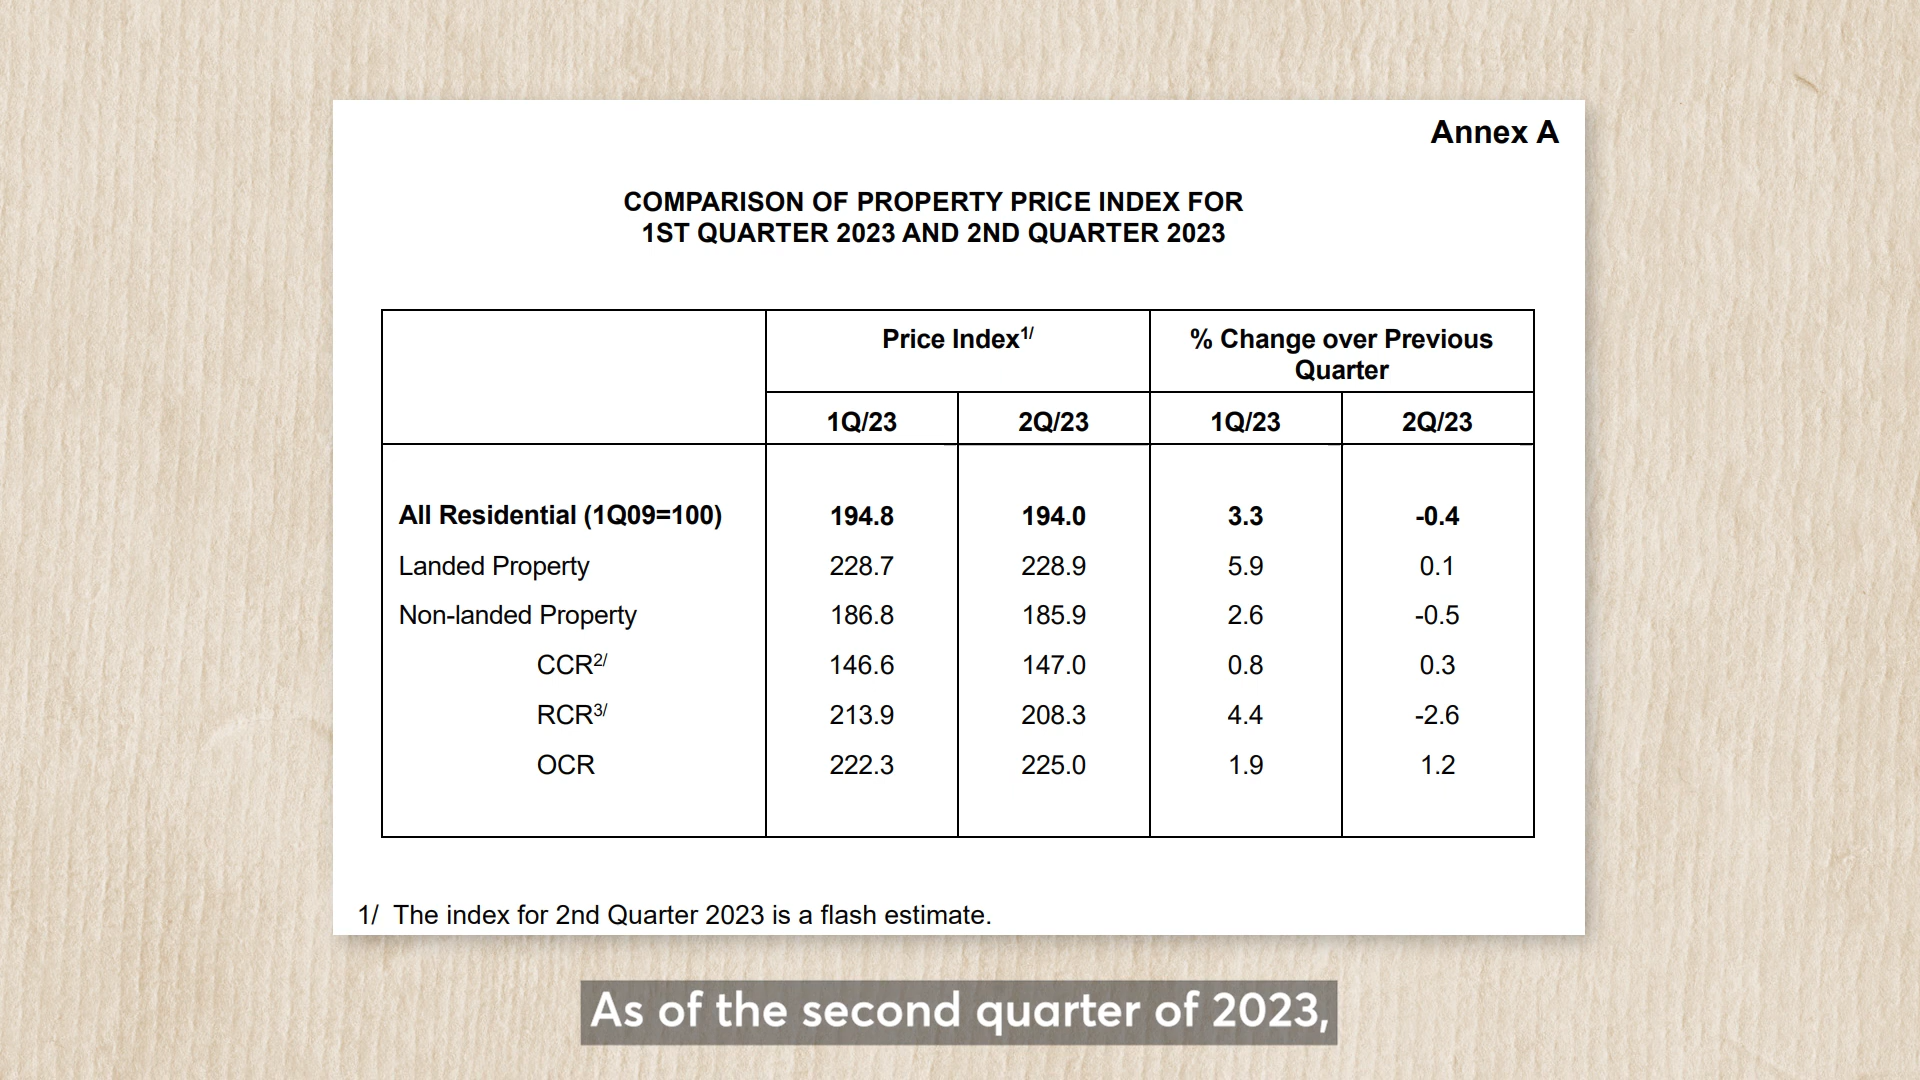 Annex A
COMPARISON OF PROPERTY PRICE INDEX FOR
1ST QUARTER 2023 AND 2ND QUARTER 2023
Price Index1/ % Change over Previous
Quarter
1Q/23 2Q/23 1Q/23 2Q/23
All Residential (1Q09=100) 194.8 194.0 3.3 -0.4
Landed Property 228.7 228.9 5.9 0.1
Non-landed Property 186.8 185.9 2.6 -0.5
CCR2/ 146.6 147.0 0.8 0.3
RCR3/ 213.9 208.3 4.4 -2.6
OCR 222.3 225.0 1.9 1.2
1/ The index for 2nd Quarter 2023 is a flash estimate.
As of the second quarter of 2023,